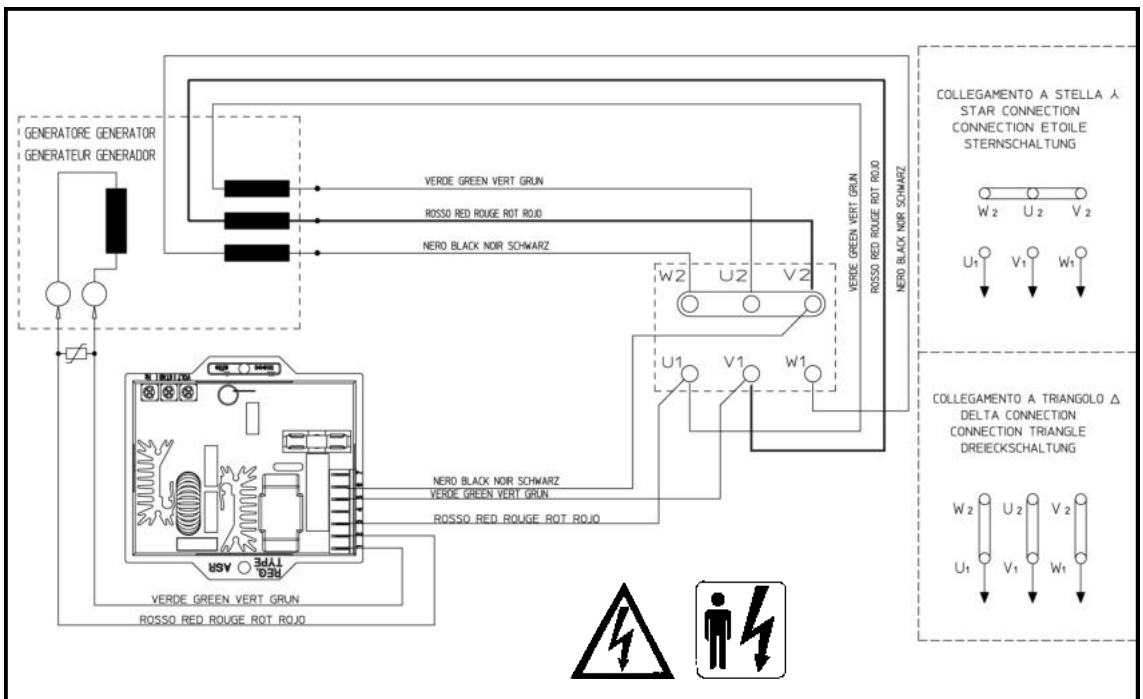 GENERATORE GENERATOR
GENERATEUR GENERADOR
VERDE GREEN VERT GRUN
ROSSO RED ROUGE ROT ROJO
NERO BLACK NOIR SCHWARZ
VERDE GREEN VERT GRUN
ROSSO RED ROUGE ROT ROJO
NERO BLACK NOIR SCHWARZ
W2 U2 V2
U1 V1 W1
VOLT STAB Hz
NERO BLACK NOIR SCHWARZ
VERDE GREEN VERT GRUN
ROSSO RED ROUGE ROT ROJO
REG.
TYPE
ASR
VERDE GREEN VERT GRUN
ROSSO RED ROUGE ROT ROJO
COLLEGAMENTO A STELLA ⅄
STAR CONNECTION
CONNECTION ETOILE
STERNSCHALTUNG
W2 U2 V2
U1 V1 W1
COLLEGAMENTO A TRIANGOLO Δ
DELTA CONNECTION
CONNECTION TRIANGLE
DREIECKSCHALTUNG
W2 U2 V2
U1 V1 W1